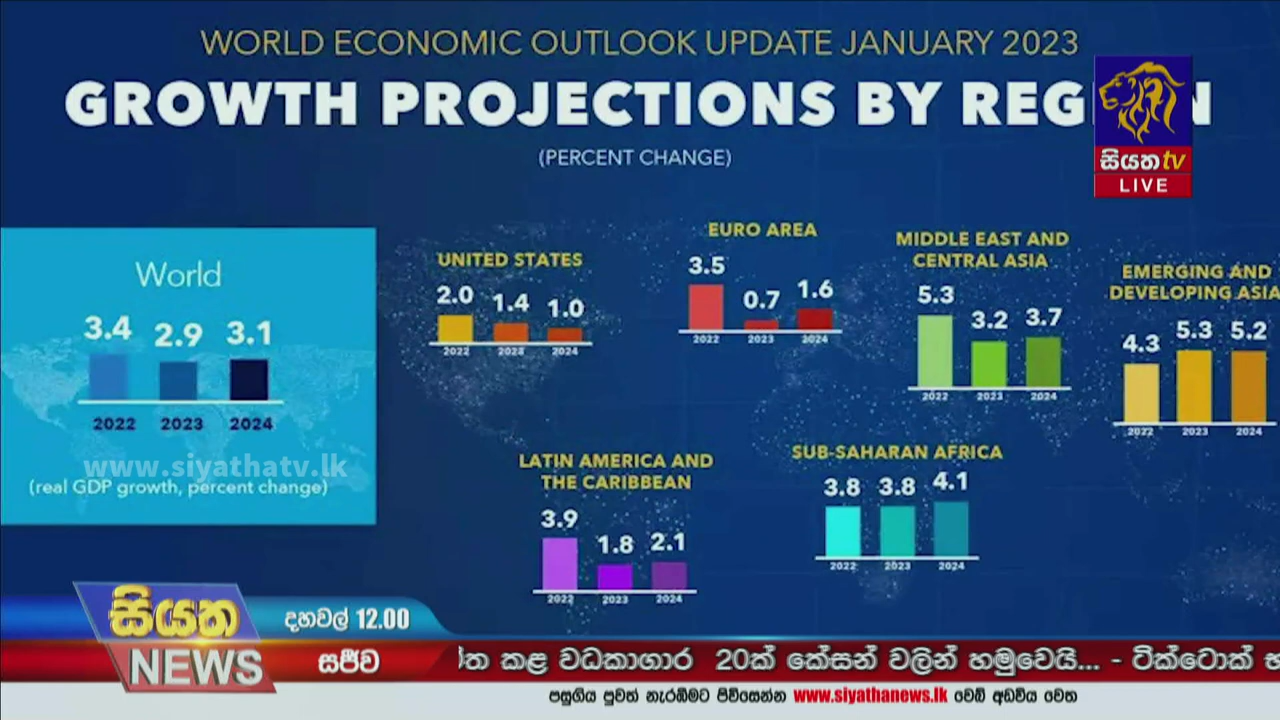 WORLD ECONOMIC OUTLOOK UPDATE JANUARY 2023
GROWTH PROJECTIONS BY REG N
(PERCENT CHANGE)
සියත tv
LIVE
World
3.4 2.9 3.1
2022 2023 2024
www.siyathatv.lk
(real GDP growth, percent change)
UNITED STATES
2.0 1.4 1.0
2022 2023 2024
EURO AREA
3.5 0.7 1.6
2022 2023 2024
MIDDLE EAST AND
CENTRAL ASIA
5.3 3.2 3.7
2022 2023 2024
EMERGING AND
DEVELOPING ASIA
4.3 5.3 5.2
2022 2023 2024
LATIN AMERICA AND
THE CARIBBEAN
3.9 1.8 2.1
2022 2023 2024
SUB-SAHARAN AFRICA
3.8 3.8 4.1
2022 2023 2024
සියත
NEWS
දහවල් 12.00
සජීව
කළ වධකාගාර 20ක් කේසන් වලින් හමුවෙයි... - ටික්ටොක්
පසුගිය පුවත් නැරඹීමට පිවිසෙන්න www.siyathanews.lk වෙබ් අඩවිය වෙත